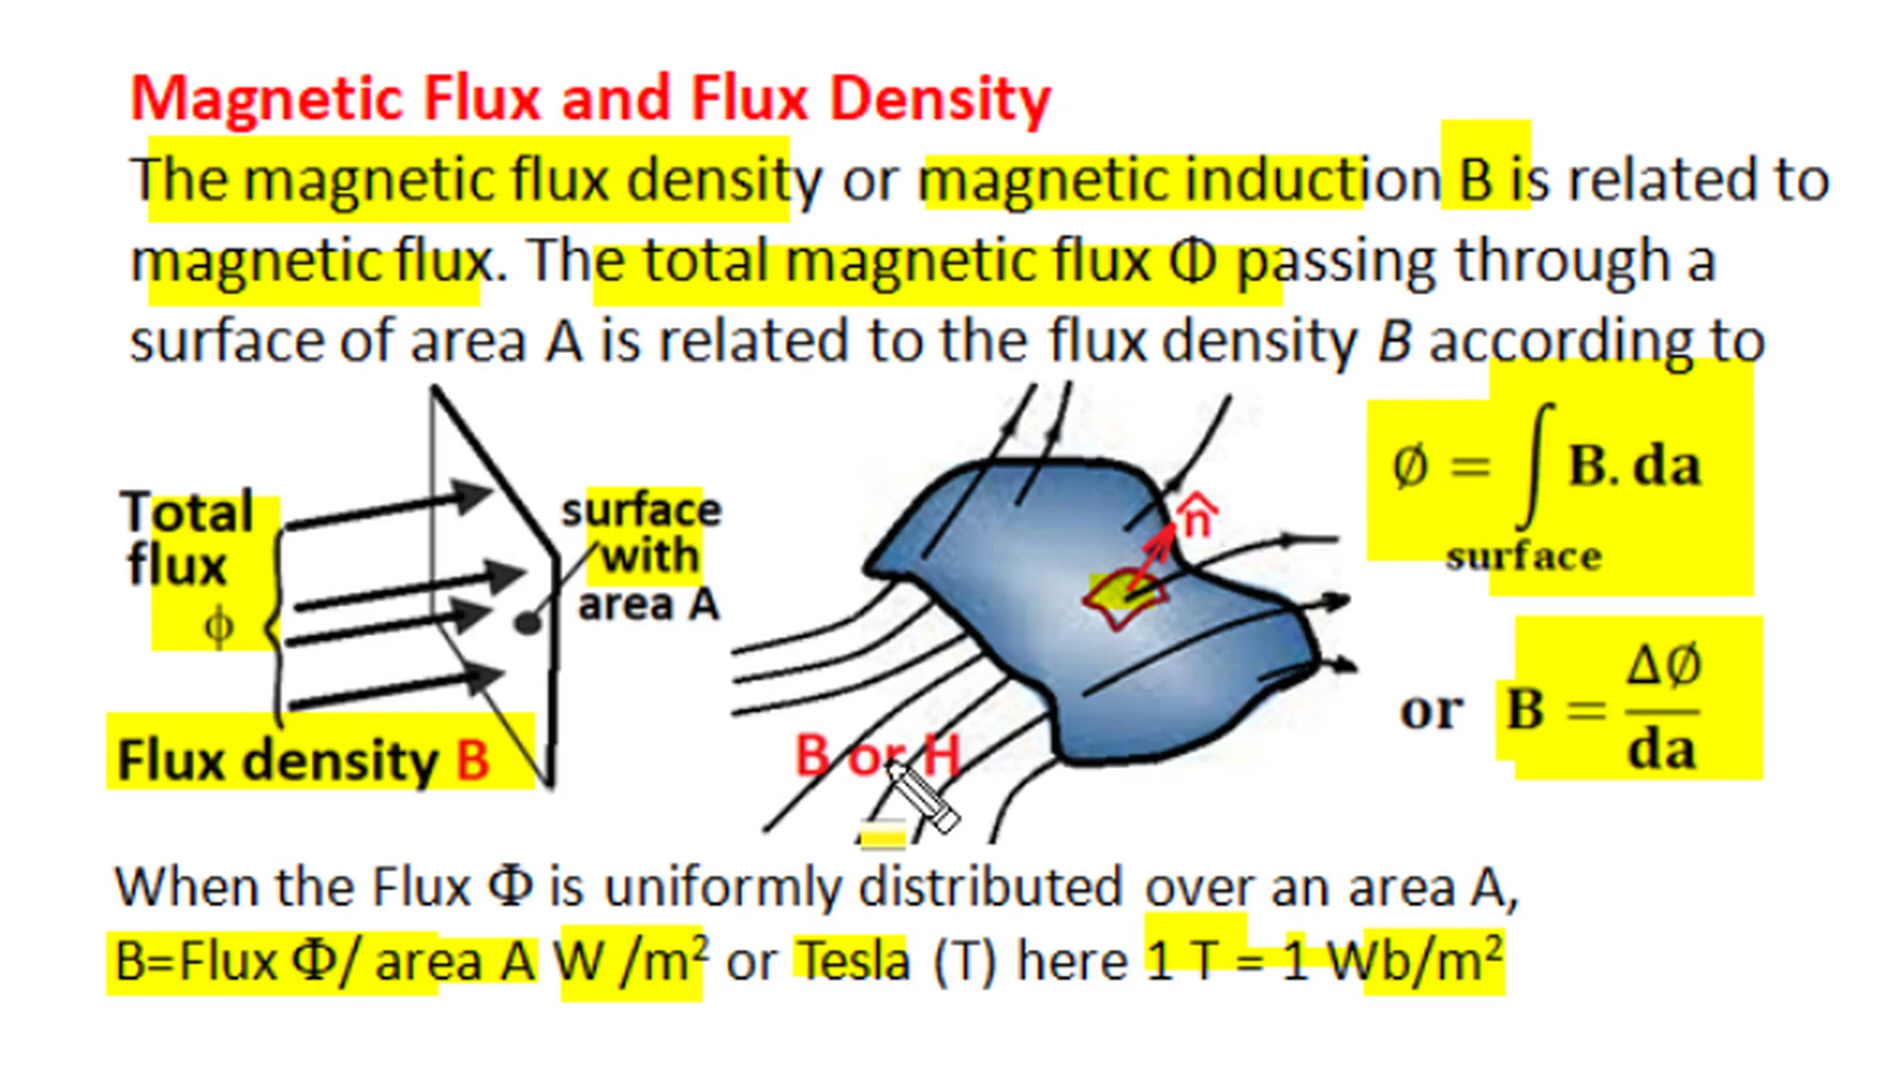 Magnetic Flux and Flux Density
The magnetic flux density or magnetic induction B is related to
magnetic flux. The total magnetic flux Φ passing through a
surface of area A is related to the flux density B according to
Total
flux
ϕ
Flux density B
surface
with
area A
n̂
B or H
∅ = ∫ B. da
surface
or B = Δ∅
da
When the Flux Φ is uniformly distributed over an area A,
B=Flux Φ/ area A W /m² or Tesla (T) here 1 T = 1 Wb/m²